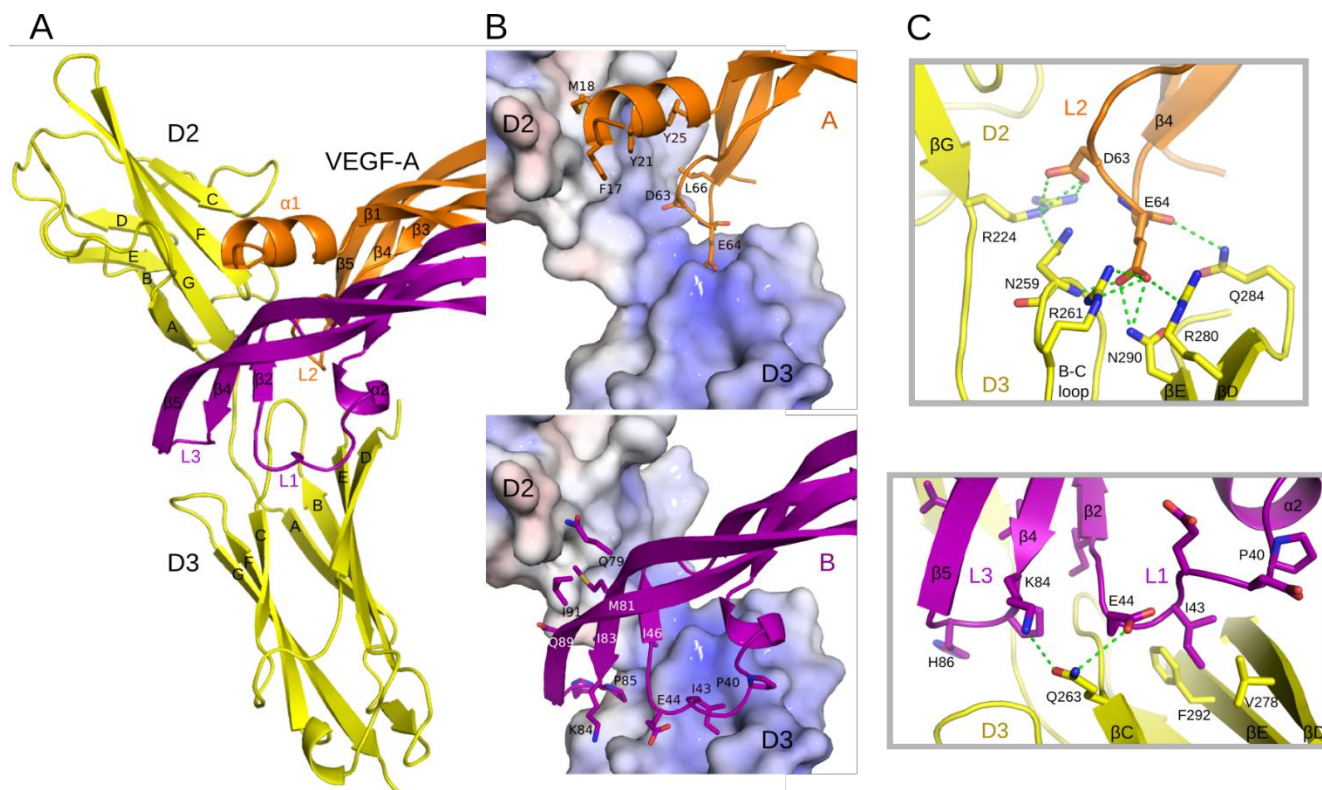 A
B
C
D2
VEGF-A
C
α1
D
F
E
B
G
A
β1
β3
β4
β5
L2
β2
α2
β4
β5
L3
L1
D
E
B
A
C
F
G
D3
M18
D2
A
Y25
Y21
F17
D63
L66
E64
D3
D2
Q79
B
M81
I91
Q89
I83
I46
P85
P40
E44
I43
K84
D3
L2
β4
D2
βG
D63
E64
R224
N259
Q284
R261
R280
N290
D3
B-C
loop
βE
βD
β2
α2
β4
P40
β5
L3
L1
K84
E44
I43
H86
Q263
V278
F292
D3
βC
βE
βD